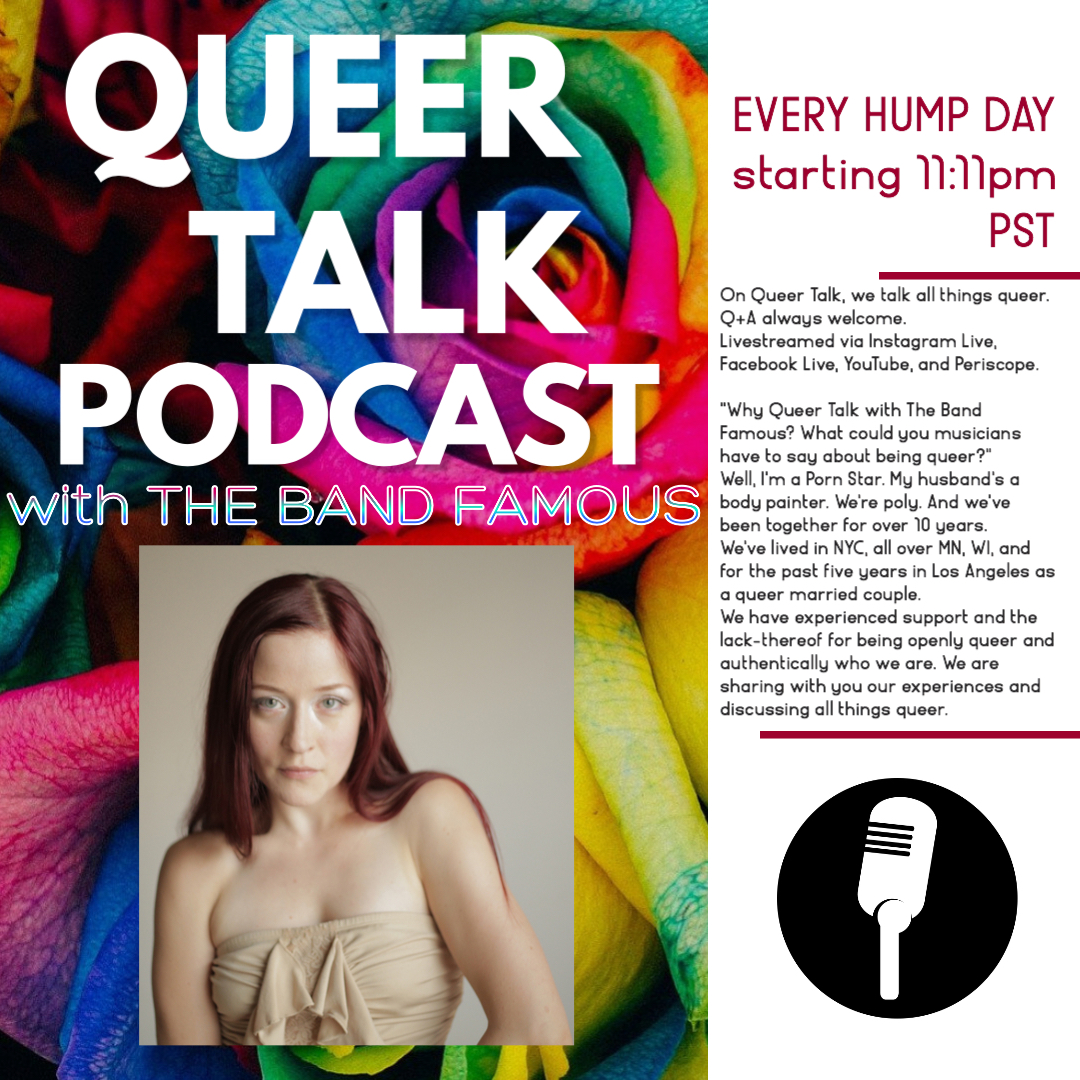 QUEER
TALK
PODCAST
with THE BAND FAMOUS
EVERY HUMP DAY
starting 11:11pm
PST
On Queer Talk, we talk all things queer.
Q+A always welcome.
Livestreamed via Instagram Live,
Facebook Live, YouTube, and Periscope.
"Why Queer Talk with The Band
Famous? What could you musicians
have to say about being queer?"
Well, I'm a Porn Star. My husband's a
body painter. We're poly. And we've
been together for over 10 years.
We've lived in NYC, all over MN, WI, and
for the past five years in Los Angeles as
a queer married couple.
We have experienced support and the
lack-thereof for being openly queer and
authentically who we are. We are
sharing with you our experiences and
discussing all things queer.